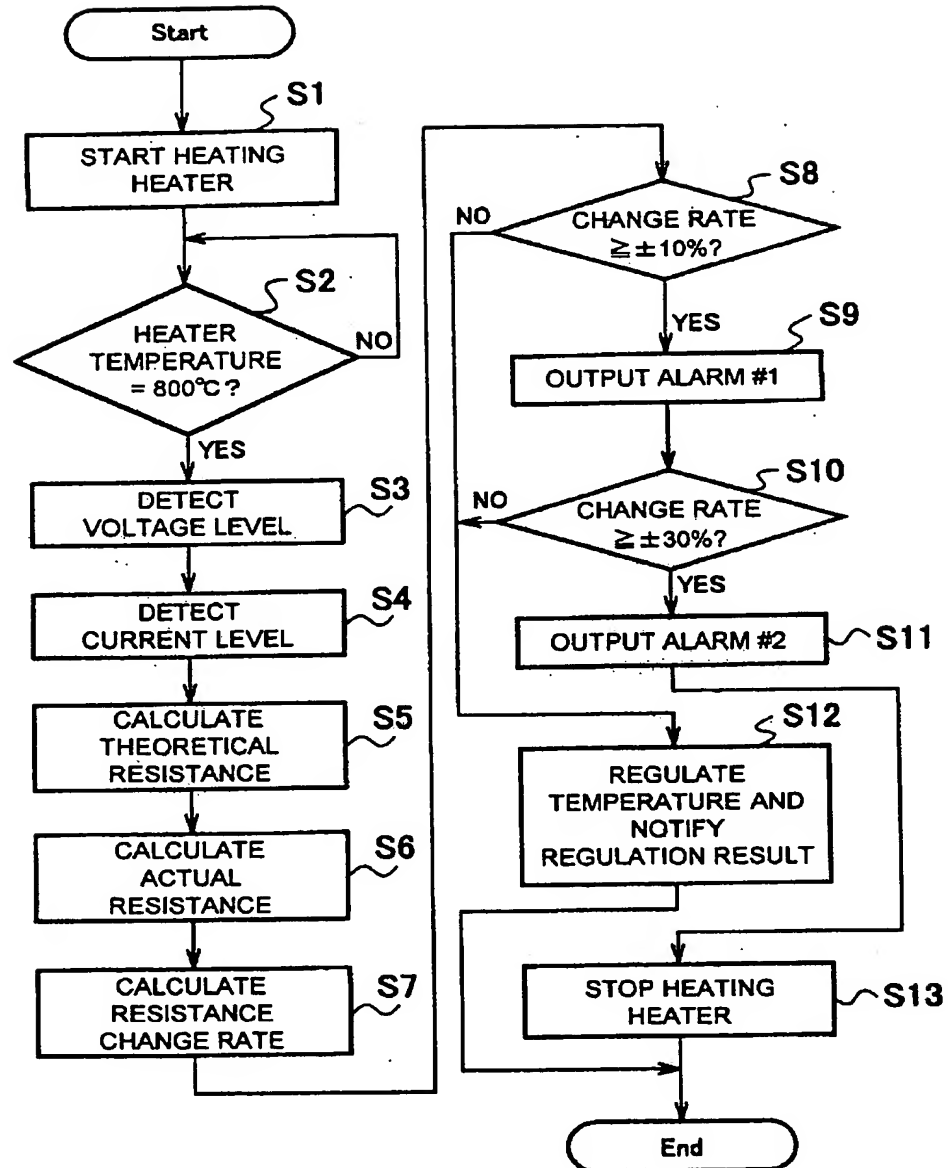 Start
S1
START HEATING
HEATER
S2
HEATER
TEMPERATURE
= 800°C?
NO
YES
S3
DETECT
VOLTAGE LEVEL
S4
DETECT
CURRENT LEVEL
S5
CALCULATE
THEORETICAL
RESISTANCE
S6
CALCULATE
ACTUAL
RESISTANCE
S7
CALCULATE
RESISTANCE
CHANGE RATE
S8
NO
CHANGE RATE
≧±10%?
YES
S9
OUTPUT ALARM #1
S10
NO
CHANGE RATE
≧±30%?
YES
OUTPUT ALARM #2
S11
S12
REGULATE
TEMPERATURE AND
NOTIFY
REGULATION RESULT
STOP HEATING
HEATER
S13
End